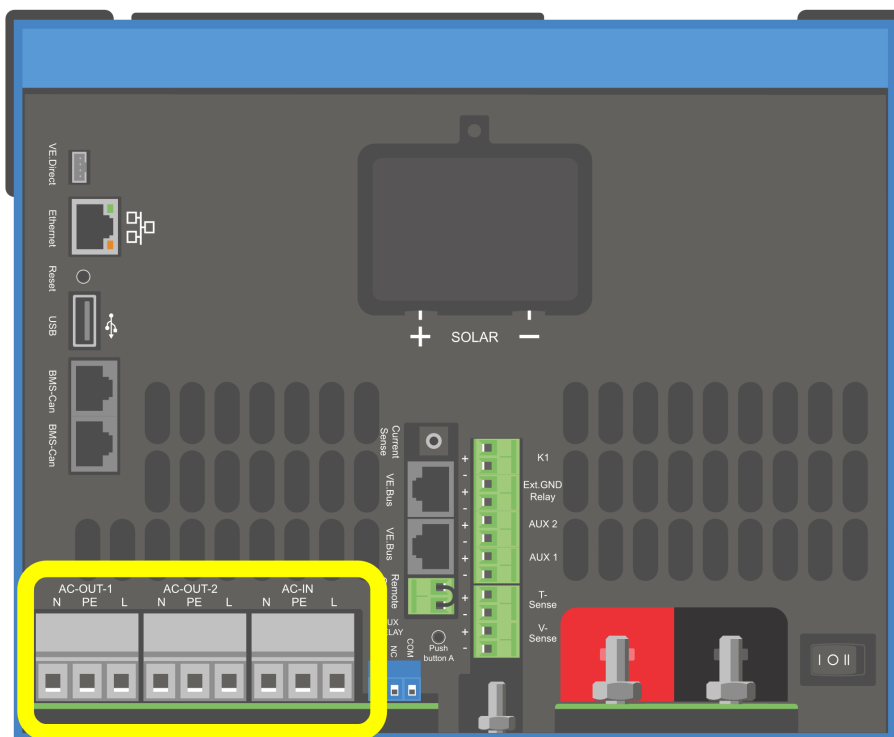 VE.Direct
Ethernet
Reset
USB
BMS-Can
BMS-Can
+ SOLAR −
Current
Sense
VE.Bus
VE.Bus
Remote
+
-
+
-
+
-
+
-
+
-
+
-
K1
Ext.GND
Relay
AUX 2
AUX 1
T-
Sense
V-
Sense
AC-OUT-1
N PE L
AC-OUT-2
N PE L
AC-IN
N PE L
NC
COM
Push
button A
I O II